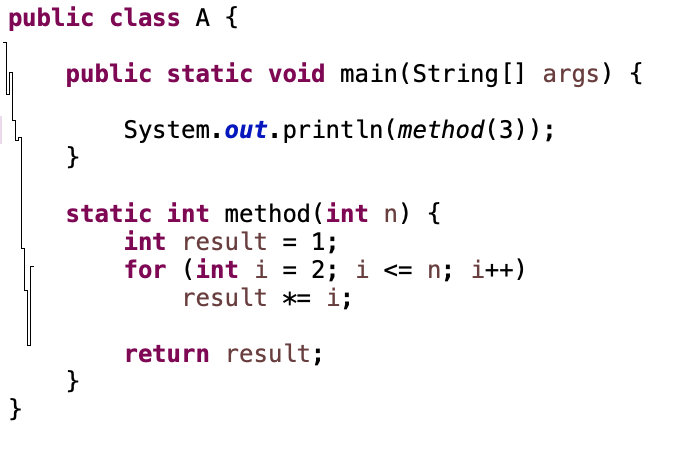 public class A {
public static void main(String[] args) {
System.out.println(method(3));
}
static int method(int n) {
int result = 1;
for (int i = 2; i <= n; i++)
result *= i;
return result;
}
}